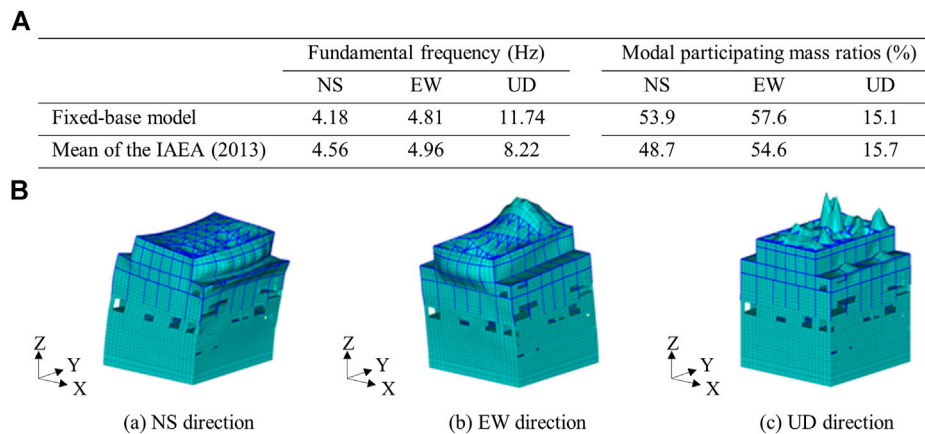 A
Fundamental frequency (Hz) Modal participating mass ratios (%)
NS EW UD NS EW UD
Fixed-base model 4.18 4.81 11.74 53.9 57.6 15.1
Mean of the IAEA (2013) 4.56 4.96 8.22 48.7 54.6 15.7
B
Z Y X Z Y X Z Y X
(a) NS direction (b) EW direction (c) UD direction